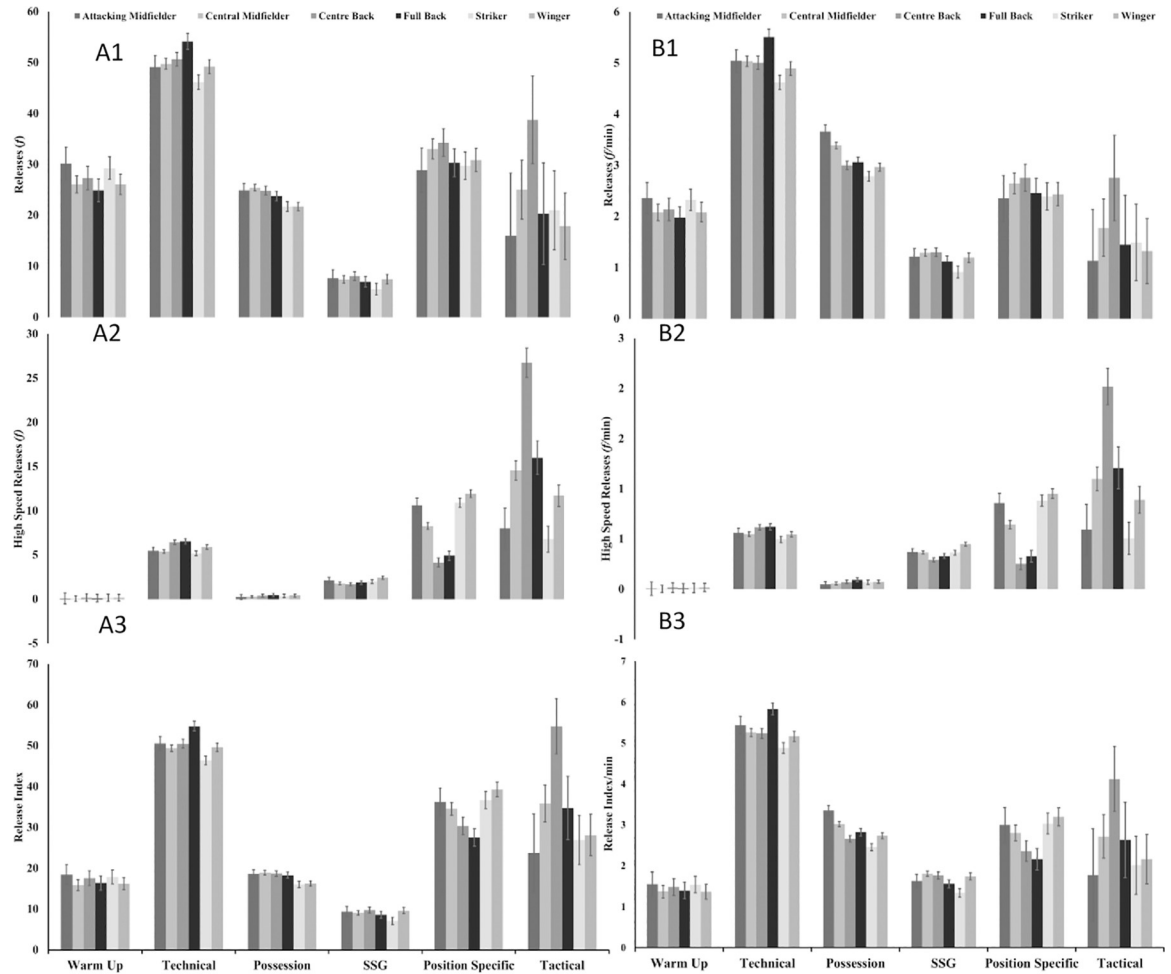 Attacking Midfielder Central Midfielder Centre Back Full Back Striker Winger
A1
60
50
40
30
20
10
0
Releases (f)
Attacking Midfielder Central Midfielder Centre Back Full Back Striker Winger
B1
6
5
4
3
2
1
0
Releases (f/min)
A2
30
25
20
15
10
5
0
-5
High Speed Releases (f)
B2
3
2
2
1
1
0
-1
High Speed Releases (f/min)
A3
70
60
50
40
30
20
10
0
Release Index
Warm Up Technical Possession SSG Position Specific Tactical
B3
7
6
5
4
3
2
1
0
Release Index/min
Warm Up Technical Possession SSG Position Specific Tactical